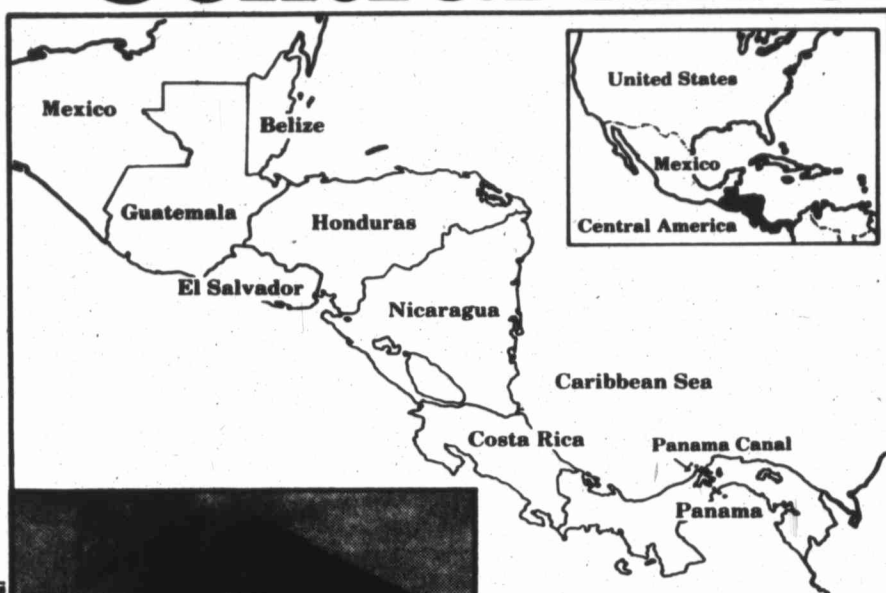 Mexico
Belize
Guatemala
Honduras
El Salvador
Nicaragua
Caribbean Sea
Costa Rica
Panama Canal
Panama
United States
Mexico
Central America